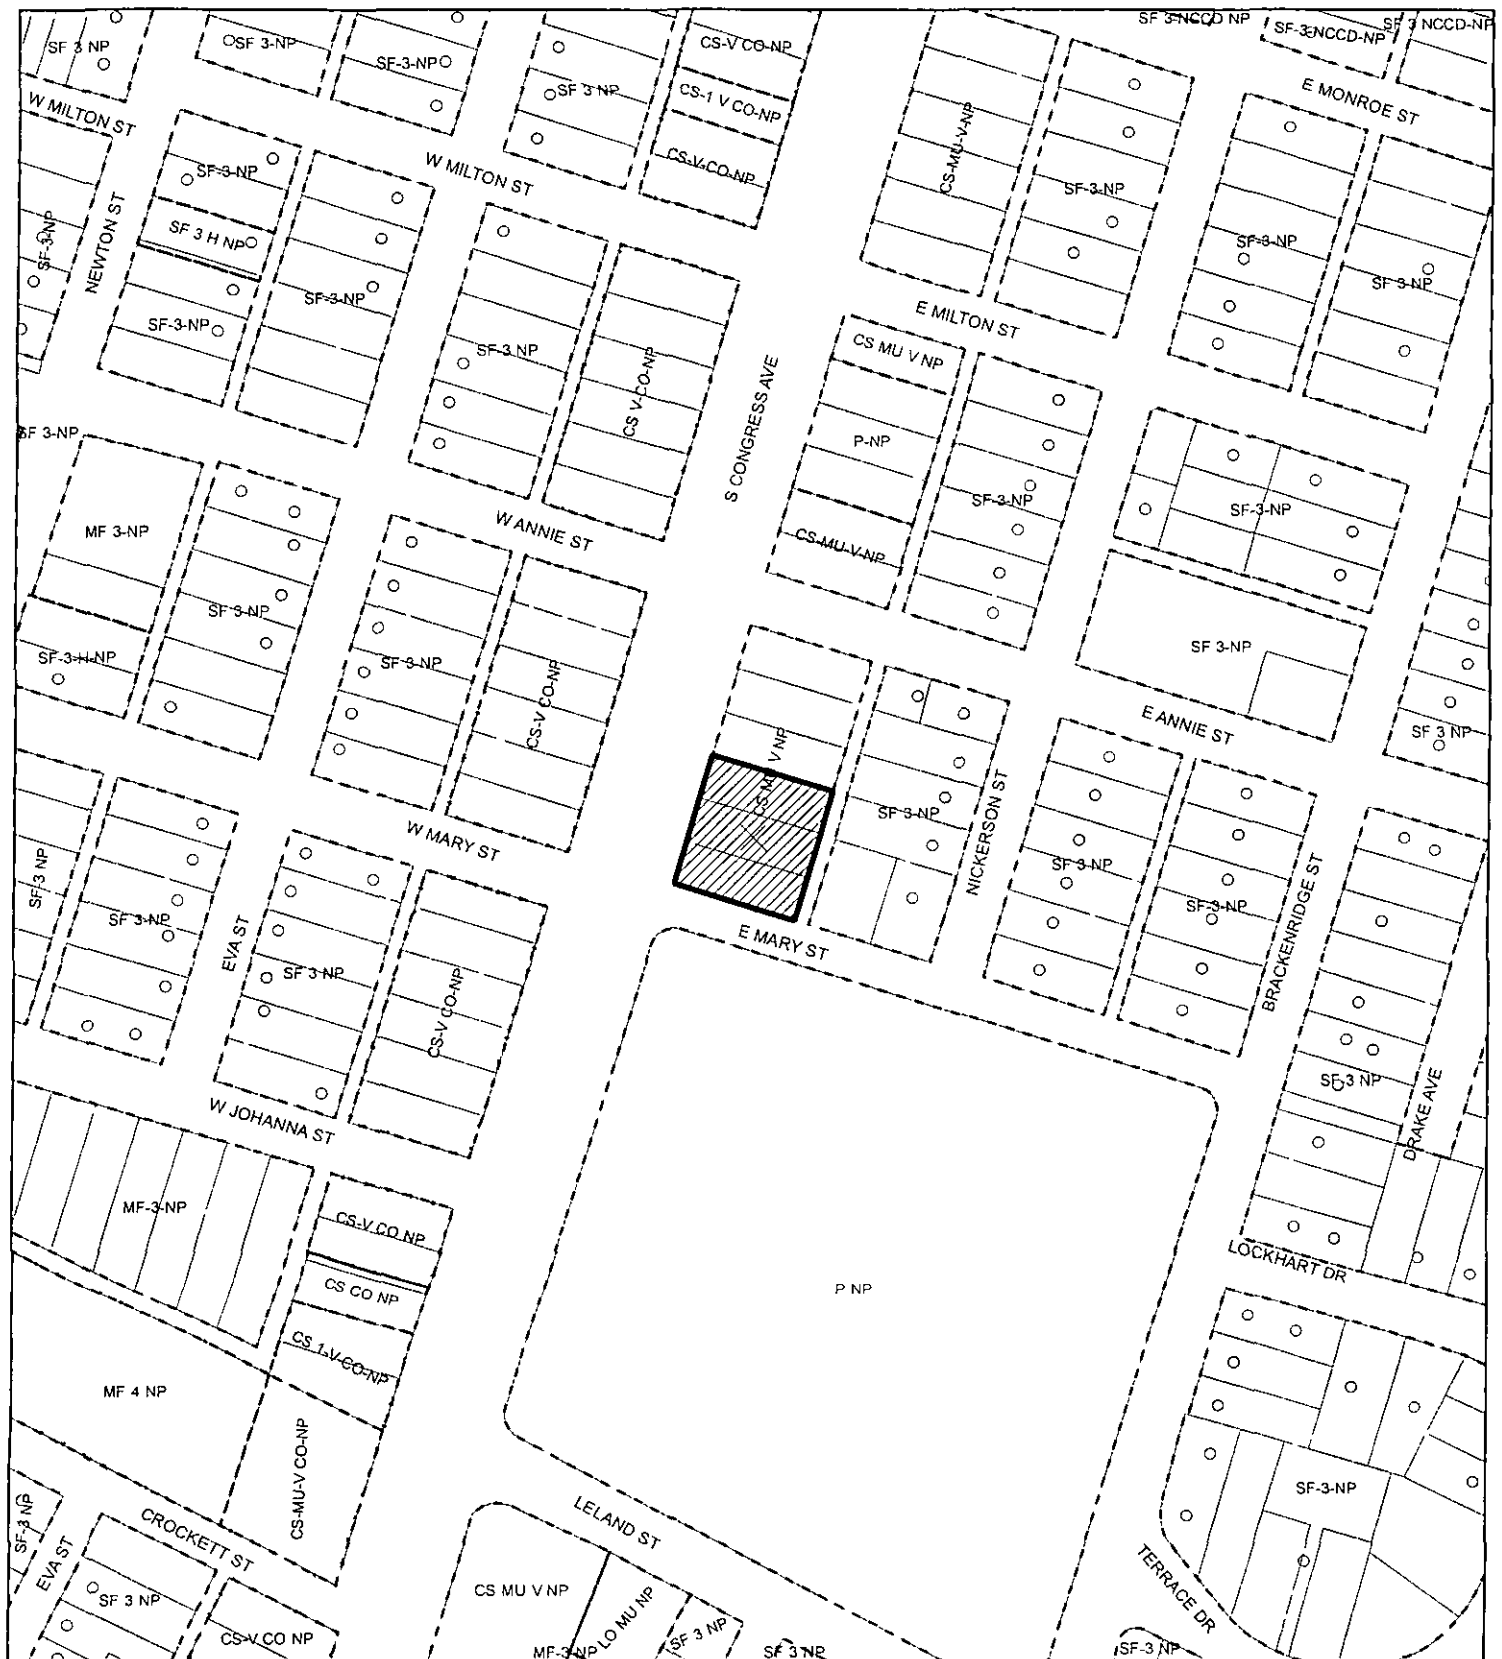 SF 3-NCCD NP
SF-3-NCCD-NP
SF 3 NCCD-NP
SF 3 NP
SF 3-NP
SF-3-NP
SF 3 NP
CS-V CO-NP
CS-1 V CO-NP
CS-V-CO-NP
CS-MU-V-NP
E MONROE ST
W MILTON ST
W MILTON ST
SF-3-NP
SF 3 H NP
SF-3-NP
SF-3-NP
SF-3-NP
SF-3-NP
SF-3-NP
SF-3-NP
SF 3-NP
NEWTON ST
E MILTON ST
SF-3 NP
CS V-CO-NP
S CONGRESS AVE
CS MU V NP
P-NP
CS-MU-V-NP
SF-3-NP
SF-3-NP
SF 3-NP
MF 3-NP
W ANNIE ST
SF 3-NP
SF-3-H-NP
SF 3-NP
CS-V CO-NP
SF 3-NP
E ANNIE ST
SF 3 NP
CS MU V NP
SF 3-NP
NICKERSON ST
W MARY ST
SF 3 NP
SF-3-NP
BRACKENRIDGE ST
SF-3 NP
SF 3-NP
EVA ST
SF 3 NP
CS-V CO-NP
E MARY ST
SF-3 NP
DRAKE AVE
W JOHANNA ST
MF-3-NP
CS-V CO NP
CS CO NP
CS 1-V CO-NP
P NP
LOCKHART DR
MF 4 NP
CS-MU-V CO-NP
SF-3-NP
SF-3 NP
EVA ST
CROCKETT ST
LELAND ST
TERRACE DR
SF 3 NP
CS-V CO NP
CS MU V NP
MF-3-NP
LO MU NP
SF 3 NP
SF 3 NP
SF-3 NP